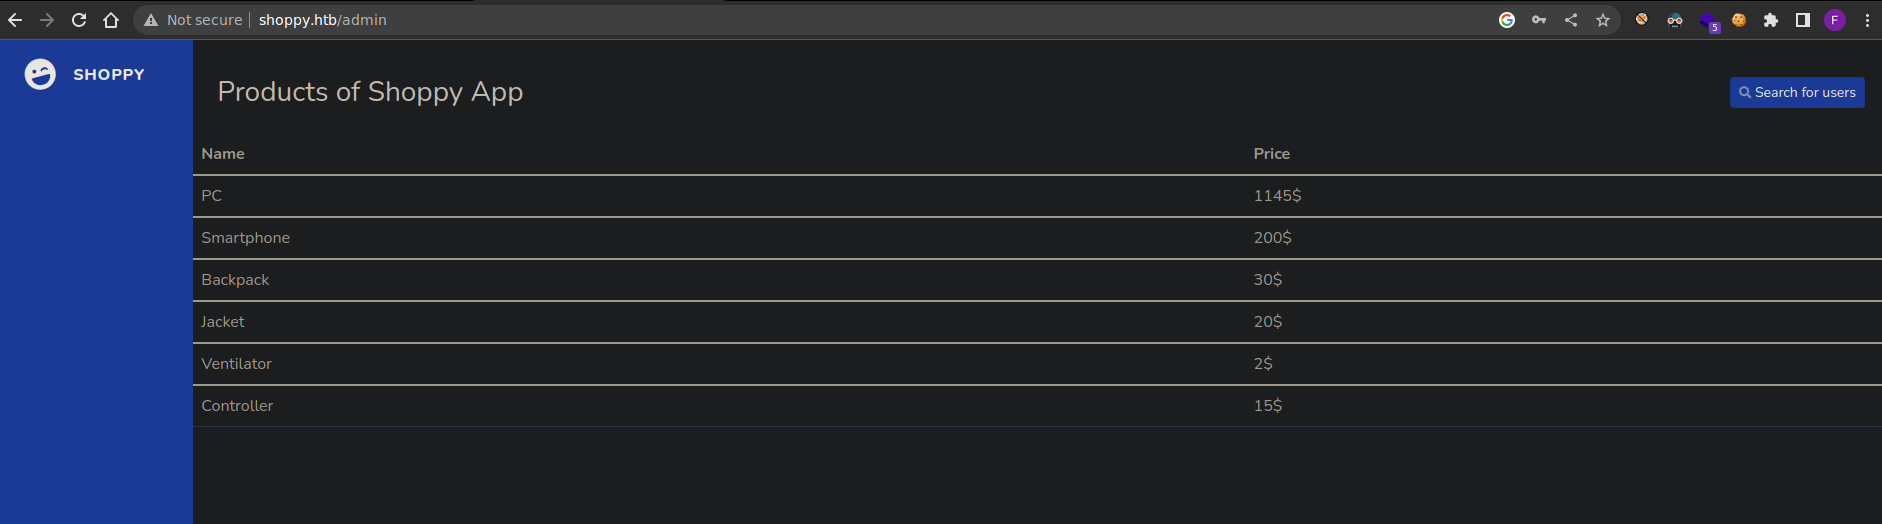 Not secure | shoppy.htb/admin
5
F
SHOPPY
Products of Shoppy App
Search for users
Name Price
PC 1145$
Smartphone 200$
Backpack 30$
Jacket 20$
Ventilator 2$
Controller 15$